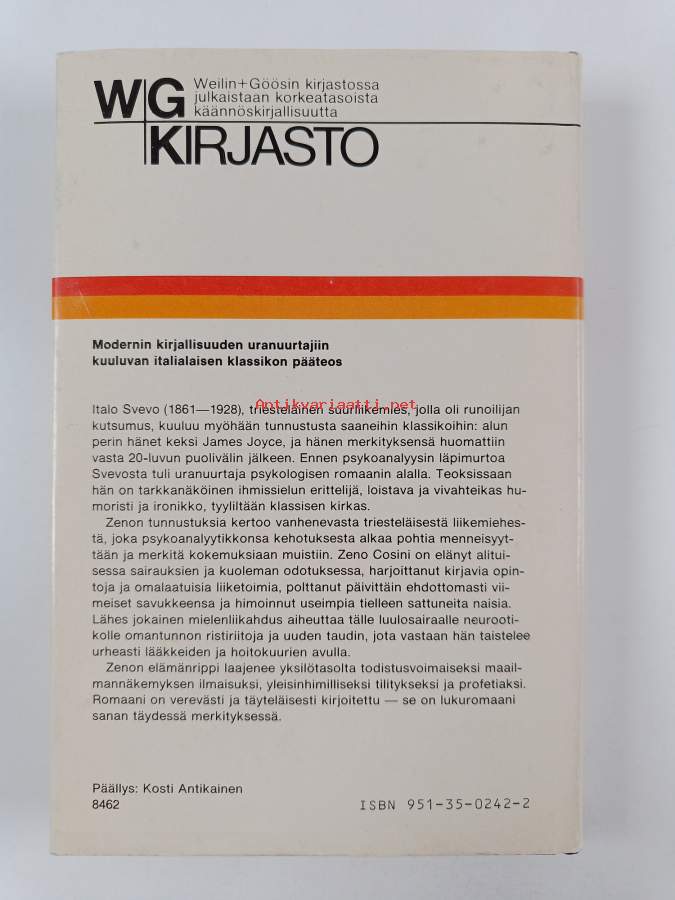 W+G
KIRJASTO
Weilin+Göösin kirjastossa
julkaistaan korkeatasoista
käännöskirjallisuutta
Modernin kirjallisuuden uranuurtajiin
kuuluvan italialaisen klassikon pääteos
Antikvariaatti.net
Italo Svevo (1861—1928), triesteläinen suurliikemies, jolla oli runoilijan
kutsumus, kuuluu myöhään tunnustusta saaneihin klassikoihin: alun
perin hänet keksi James Joyce, ja hänen merkityksensä huomattiin
vasta 20-luvun puolivälin jälkeen. Ennen psykoanalyysin läpimurtoa
Svevosta tuli uranuurtaja psykologisen romaanin alalla. Teoksissaan
hän on tarkkanäköinen ihmissielun erittelijä, loistava ja vivahteikas hu-
moristi ja ironikko, tyyliltään klassisen kirkas.
Zenon tunnustuksia kertoo vanhenevasta triesteläisestä liikemiehes-
tä, joka psykoanalyytikkonsa kehotuksesta alkaa pohtia menneisyyt-
tään ja merkitä kokemuksiaan muistiin. Zeno Cosini on elänyt alitui-
sessa sairauksien ja kuoleman odotuksessa, harjoittanut kirjavia opin-
toja ja omalaatuisia liiketoimia, polttanut päivittäin ehdottomasti vii-
meiset savukkeensa ja himoinnut useimpia tielleen sattuneita naisia.
Lähes jokainen mielenliikahdus aiheuttaa tälle luulosairaalle neurooti-
kolle omantunnon ristiriitoja ja uuden taudin, jota vastaan hän taistelee
urheasti lääkkeiden ja hoitokuurien avulla.
Zenon elämänrippi laajenee yksilötasolta todistusvoimaiseksi maail-
mannäkemyksen ilmaisuksi, yleisinhimilliseksi tilitykseksi ja profetiaksi.
Romaani on verevästi ja täyteläisesti kirjoitettu — se on lukuromaani
sanan täydessä merkityksessä.
Päällys: Kosti Antikainen
8462
ISBN 951-35-0242-2